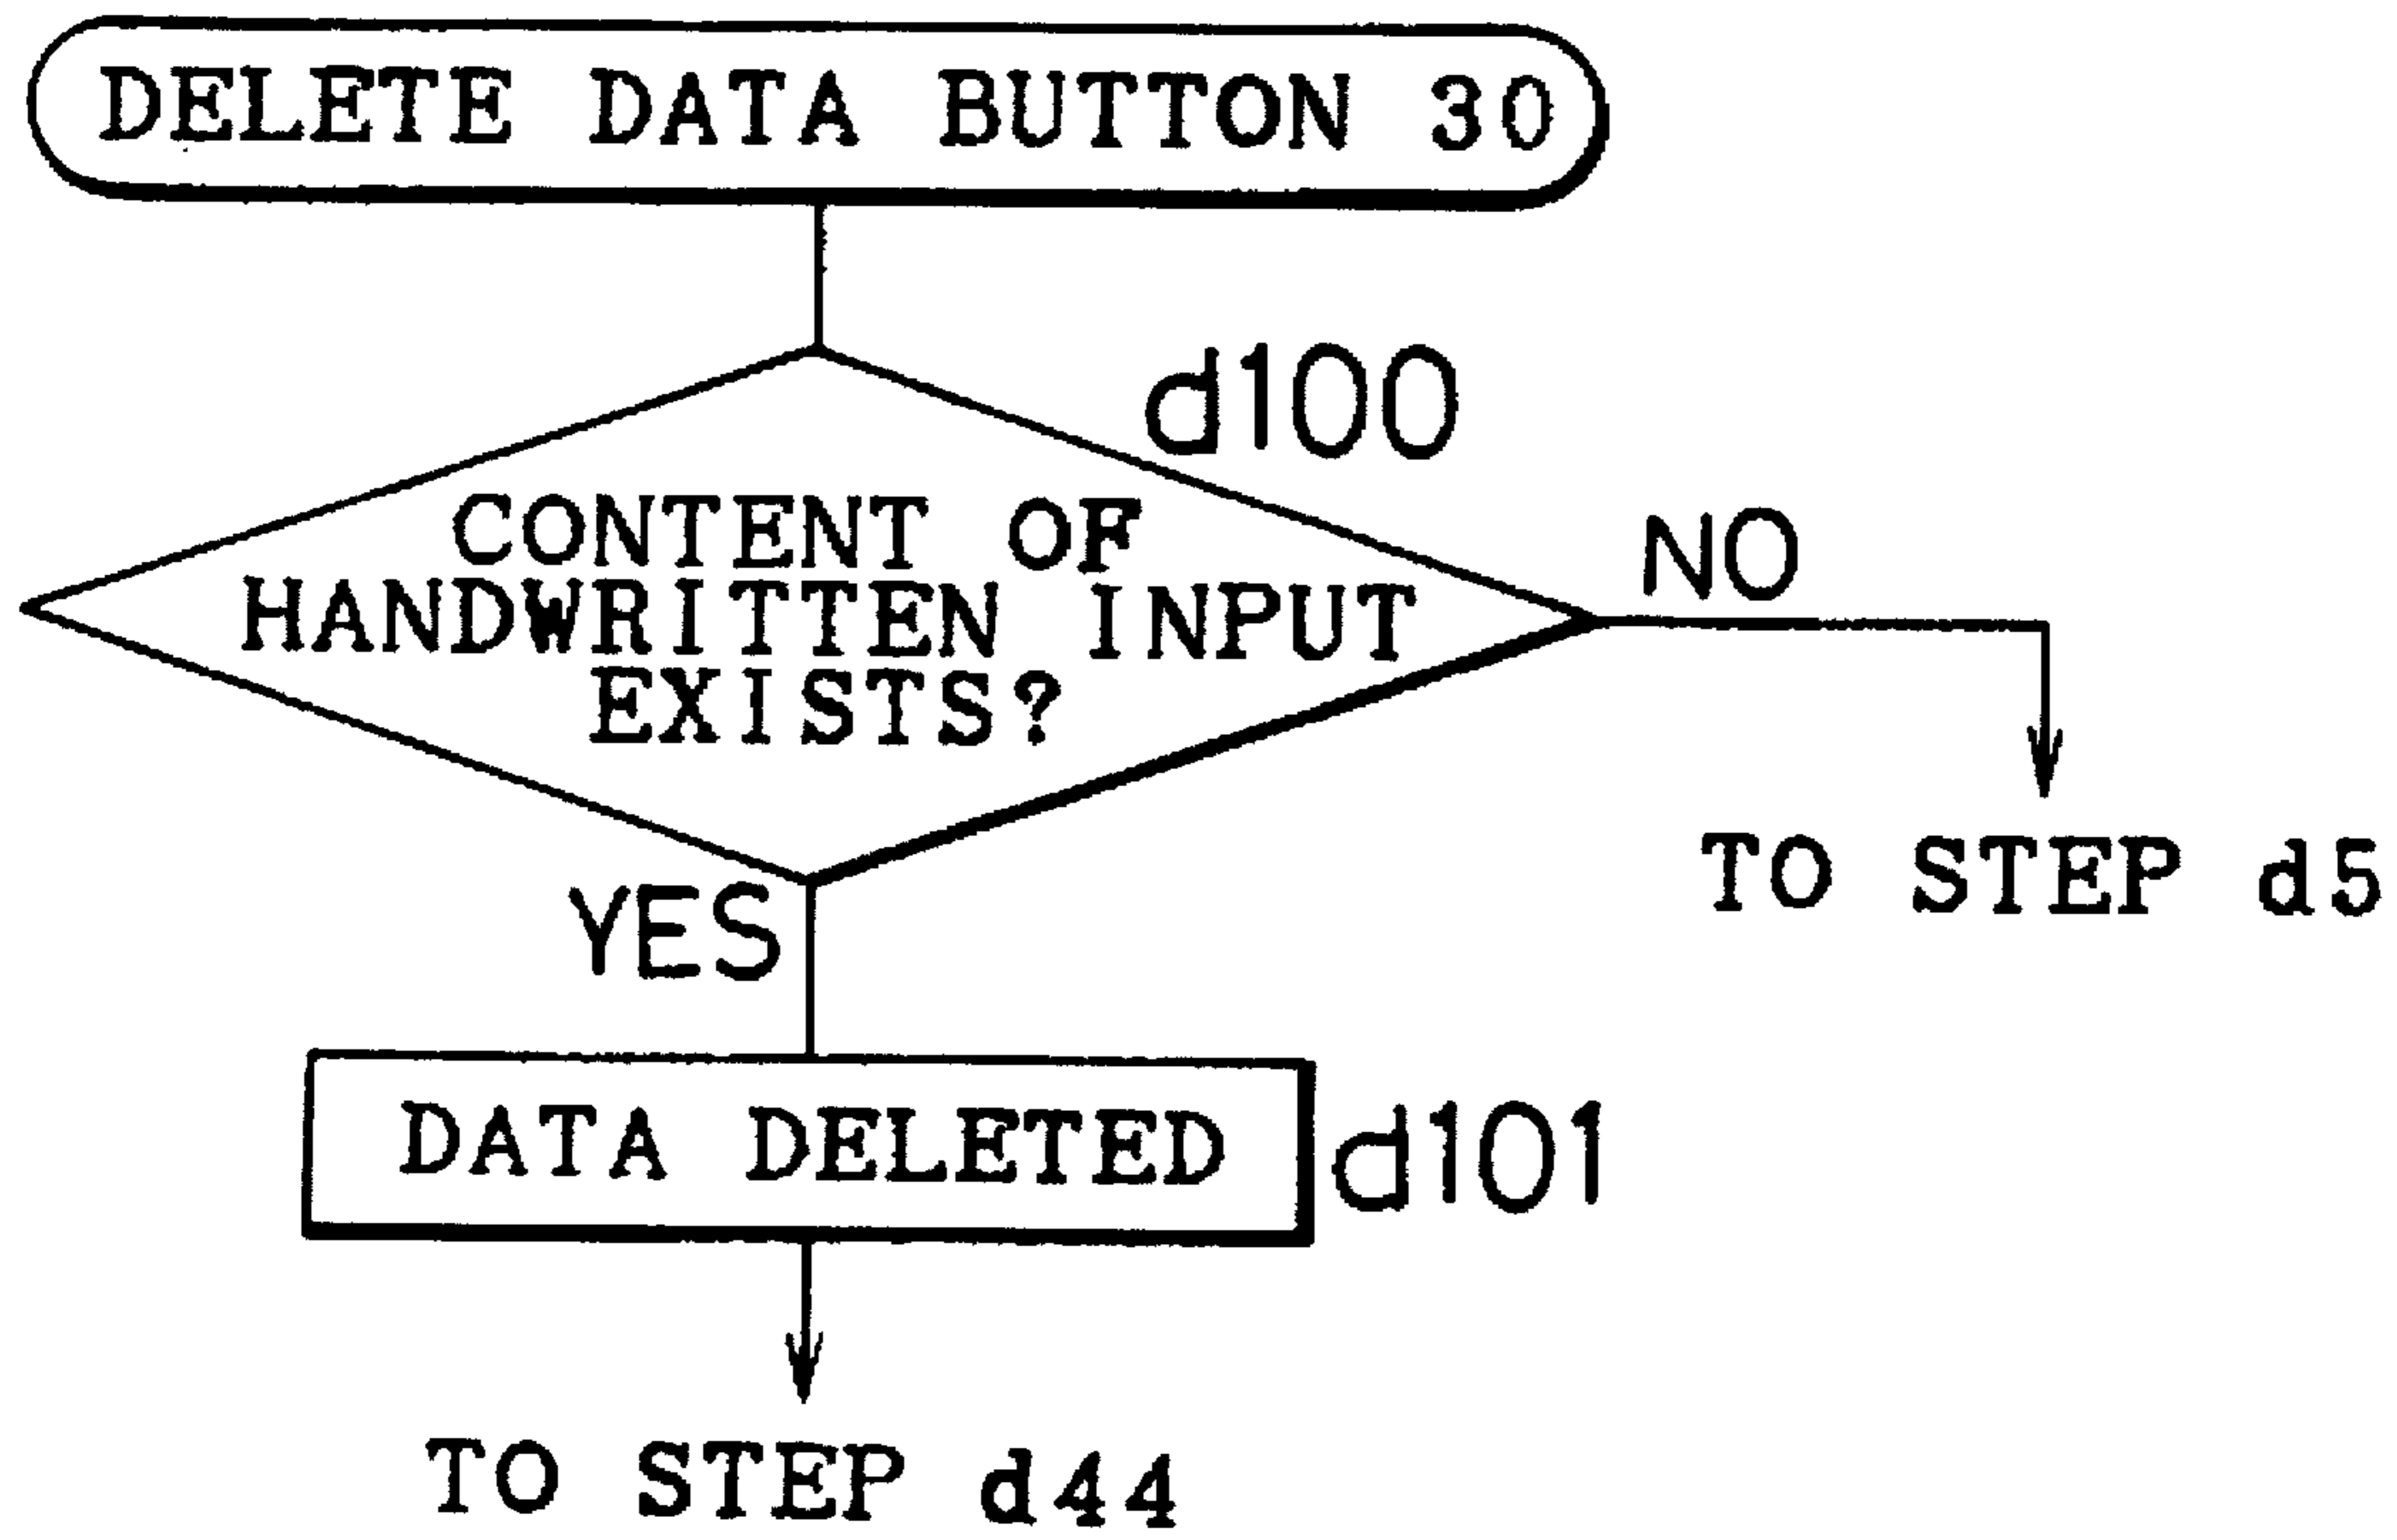 DELETE DATA BUTTON 30
d100
CONTENT OF
HANDWRITTEN INPUT
EXISTS?
NO
TO STEP d5
YES
DATA DELETED
d101
TO STEP d44